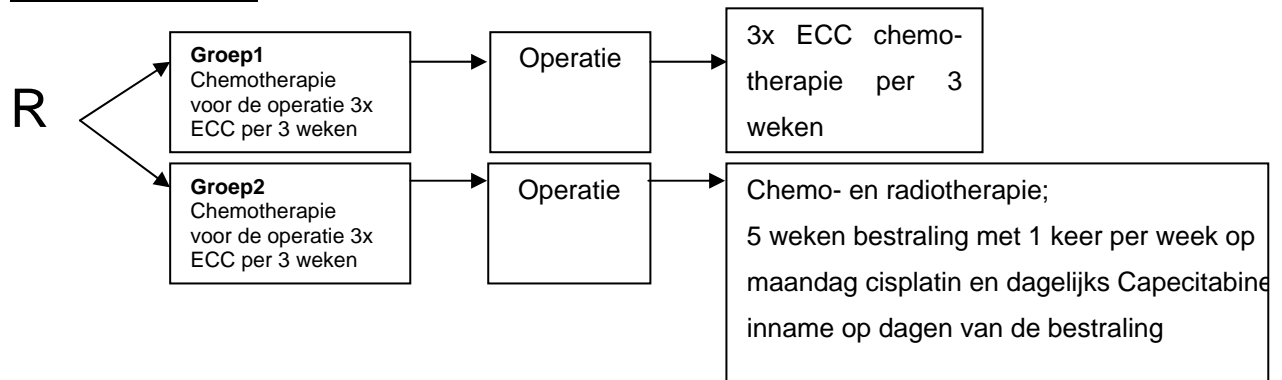 R
Groep1
Chemotherapie
voor de operatie 3x
ECC per 3 weken
Operatie
3x ECC chemo-
therapie per 3
weken
Groep2
Chemotherapie
voor de operatie 3x
ECC per 3 weken
Operatie
Chemo- en radiotherapie;
5 weken bestraling met 1 keer per week op
maandag cisplatin en dagelijks Capecitabine
inname op dagen van de bestraling